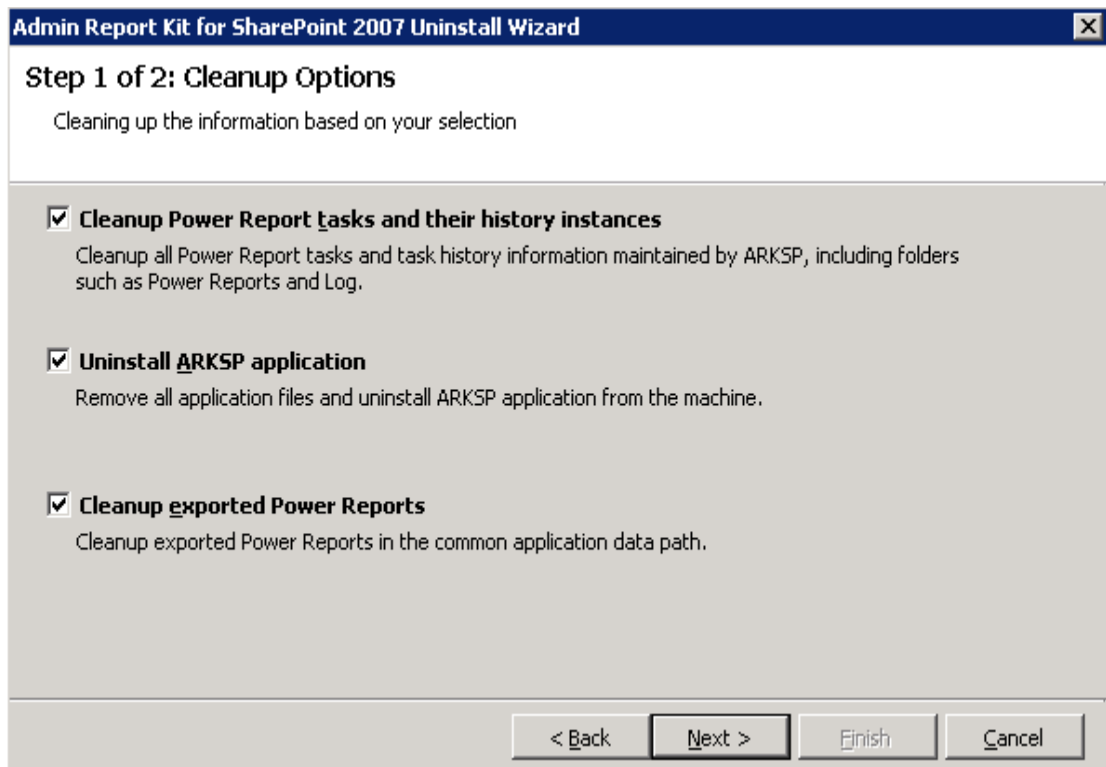 Admin Report Kit for SharePoint 2007 Uninstall Wizard
Step 1 of 2: Cleanup Options
Cleaning up the information based on your selection
Cleanup Power Report tasks and their history instances
Cleanup all Power Report tasks and task history information maintained by ARKSP, including folders
such as Power Reports and Log.
Uninstall ARKSP application
Remove all application files and uninstall ARKSP application from the machine.
Cleanup exported Power Reports
Cleanup exported Power Reports in the common application data path.
< Back Next > Finish Cancel